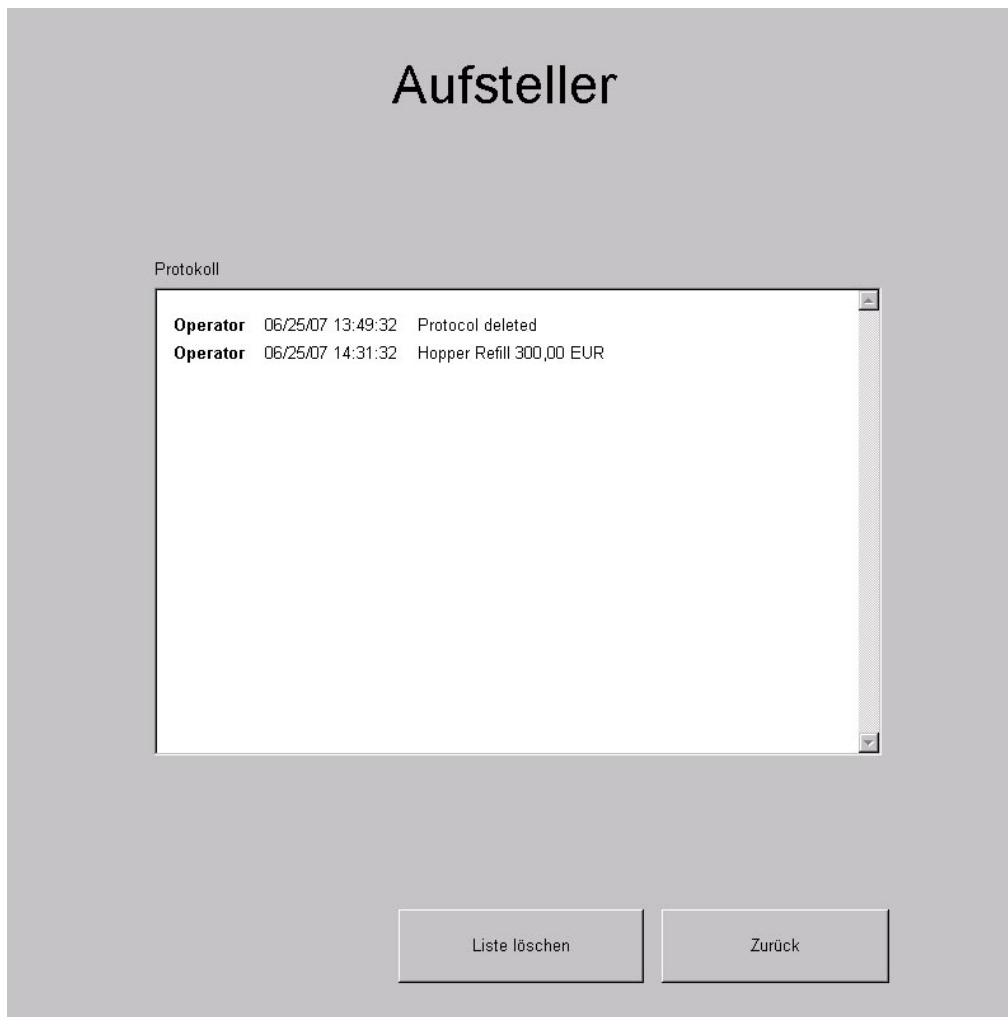 Aufsteller
Protokoll
Operator 06/25/07 13:49:32 Protocol deleted
Operator 06/25/07 14:31:32 Hopper Refill 300,00 EUR
Liste löschen
Zurück